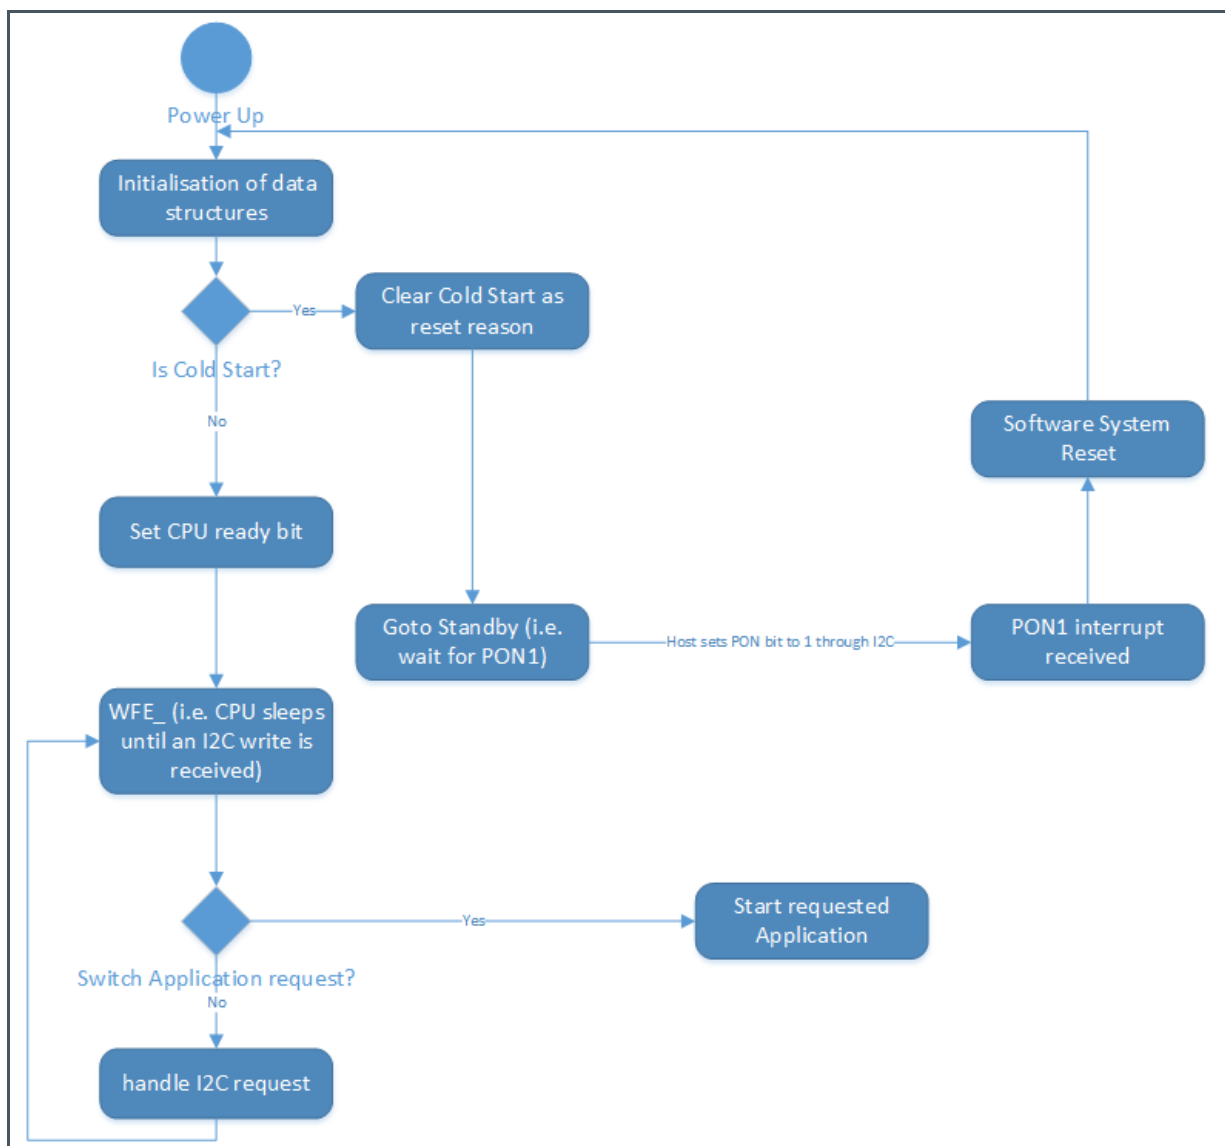 Power Up
Initialisation of data
structures
Is Cold Start?
Yes
Clear Cold Start as
reset reason
No
Set CPU ready bit
Goto Standby (i.e.
wait for PON1)
Host sets PON bit to 1 through I2C
PON1 interrupt
received
Software System
Reset
WFE_ (i.e. CPU sleeps
until an I2C write is
received)
Switch Application request?
Yes
Start requested
Application
No
handle I2C request